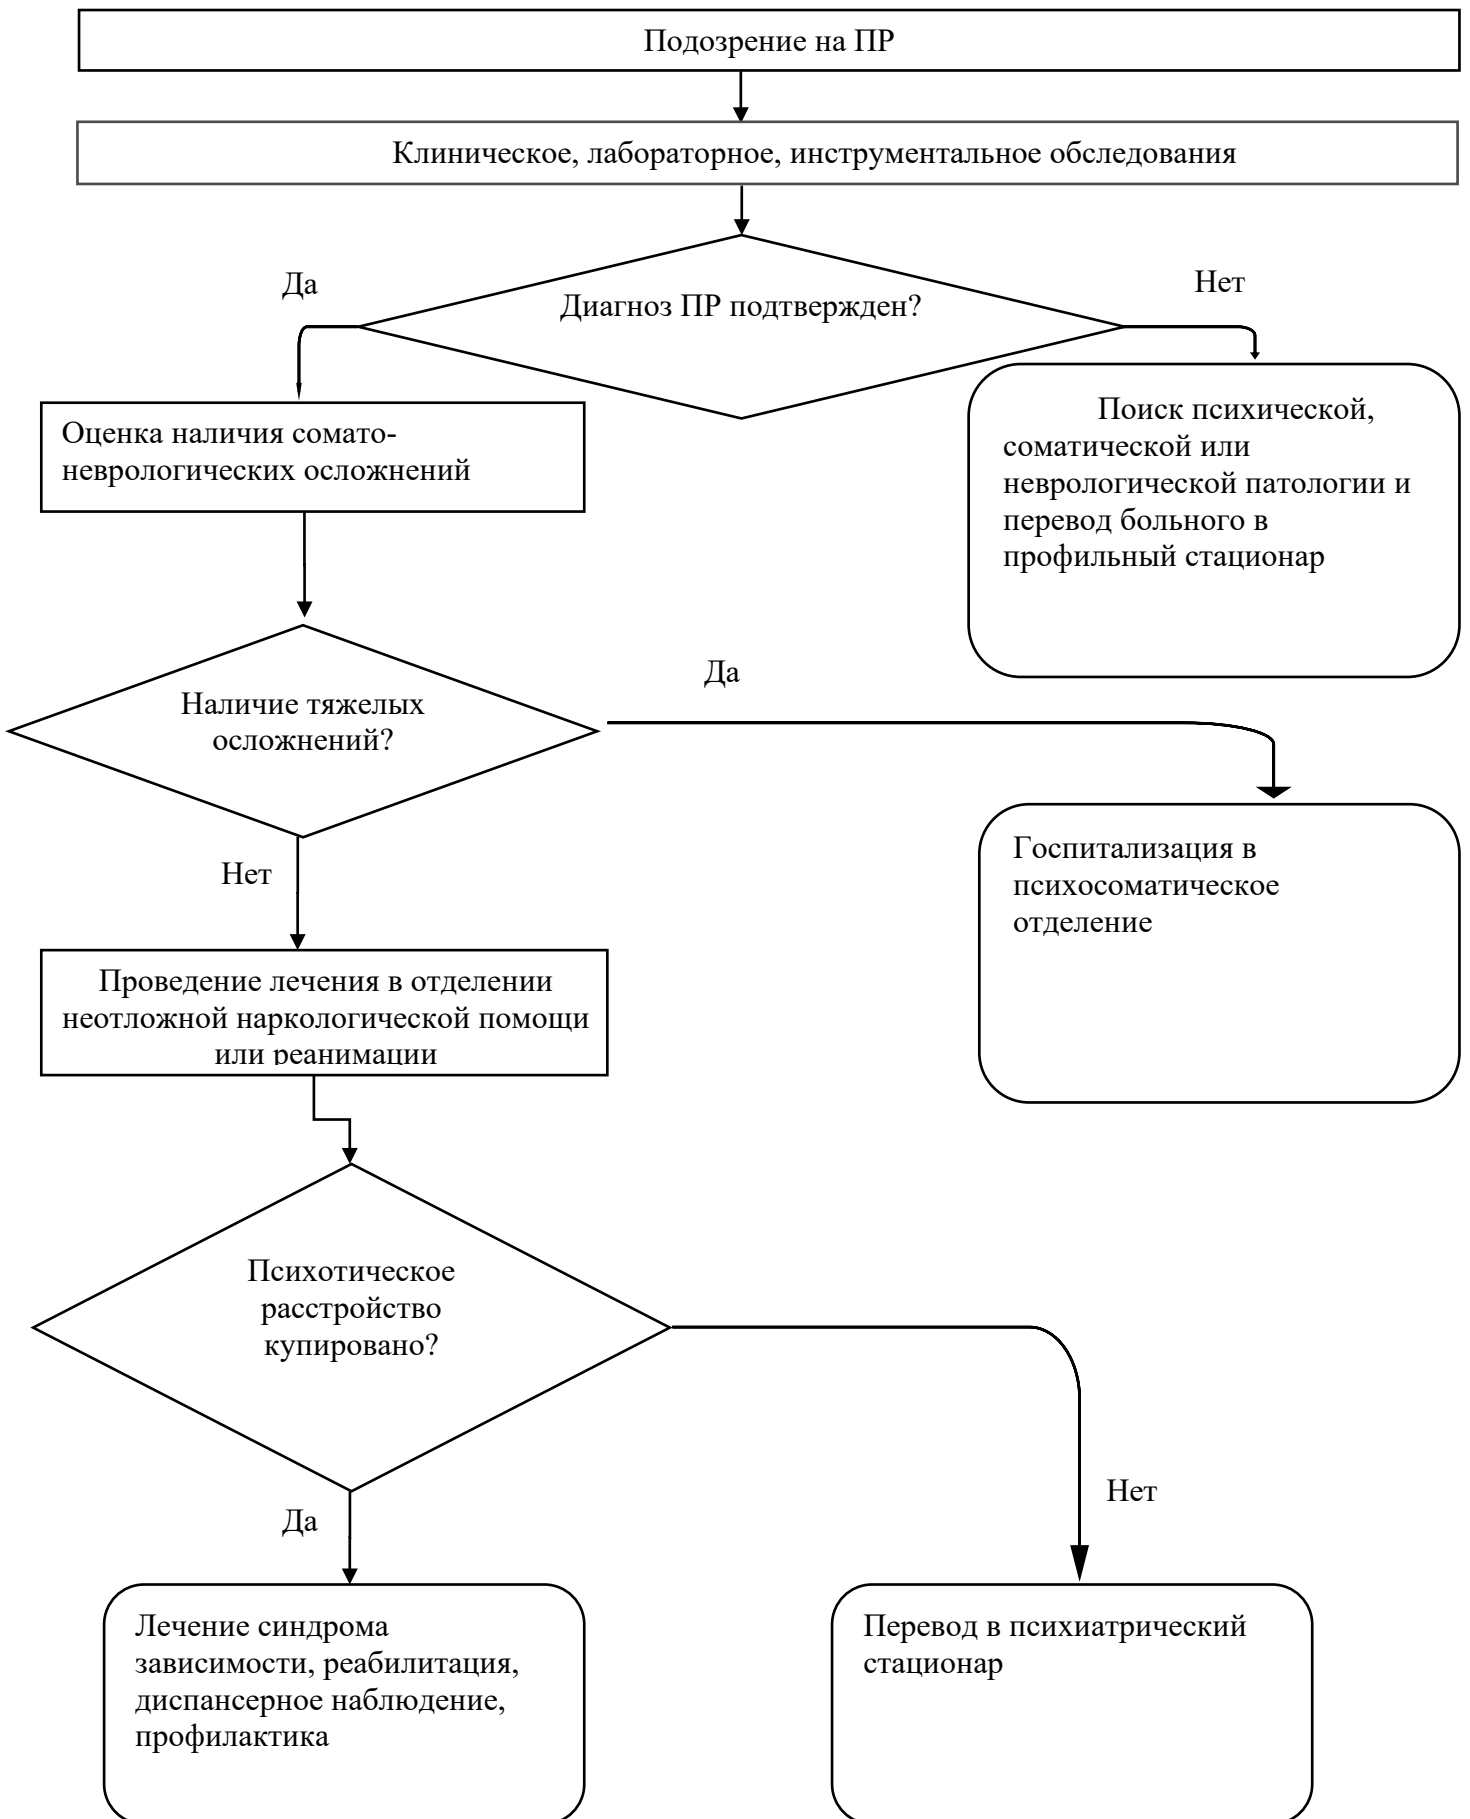 Подозрение на ПР
Клиническое, лабораторное, инструментальное обследования
Да
Нет
Диагноз ПР подтвержден?
Оценка наличия сомато-
неврологических осложнений
Поиск психической,
соматической или
неврологической патологии и
перевод больного в
профильный стационар
Да
Наличие тяжелых
осложнений?
Госпитализация в
психосоматическое
отделение
Нет
Проведение лечения в отделении
неотложной наркологической помощи
или реанимации
Психотическое
расстройство
купировано?
Нет
Да
Лечение синдрома
зависимости, реабилитация,
диспансерное наблюдение,
профилактика
Перевод в психиатрический
стационар